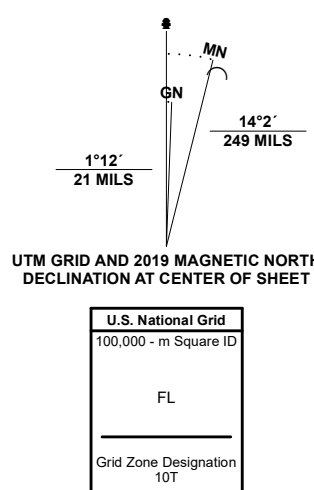 MN
GN
14°2´
249 MILS
1°12´
21 MILS
UTM GRID AND 2019 MAGNETIC NORTH
DECLINATION AT CENTER OF SHEET
U.S. National Grid
100,000 - m Square ID
FL
Grid Zone Designation
10T